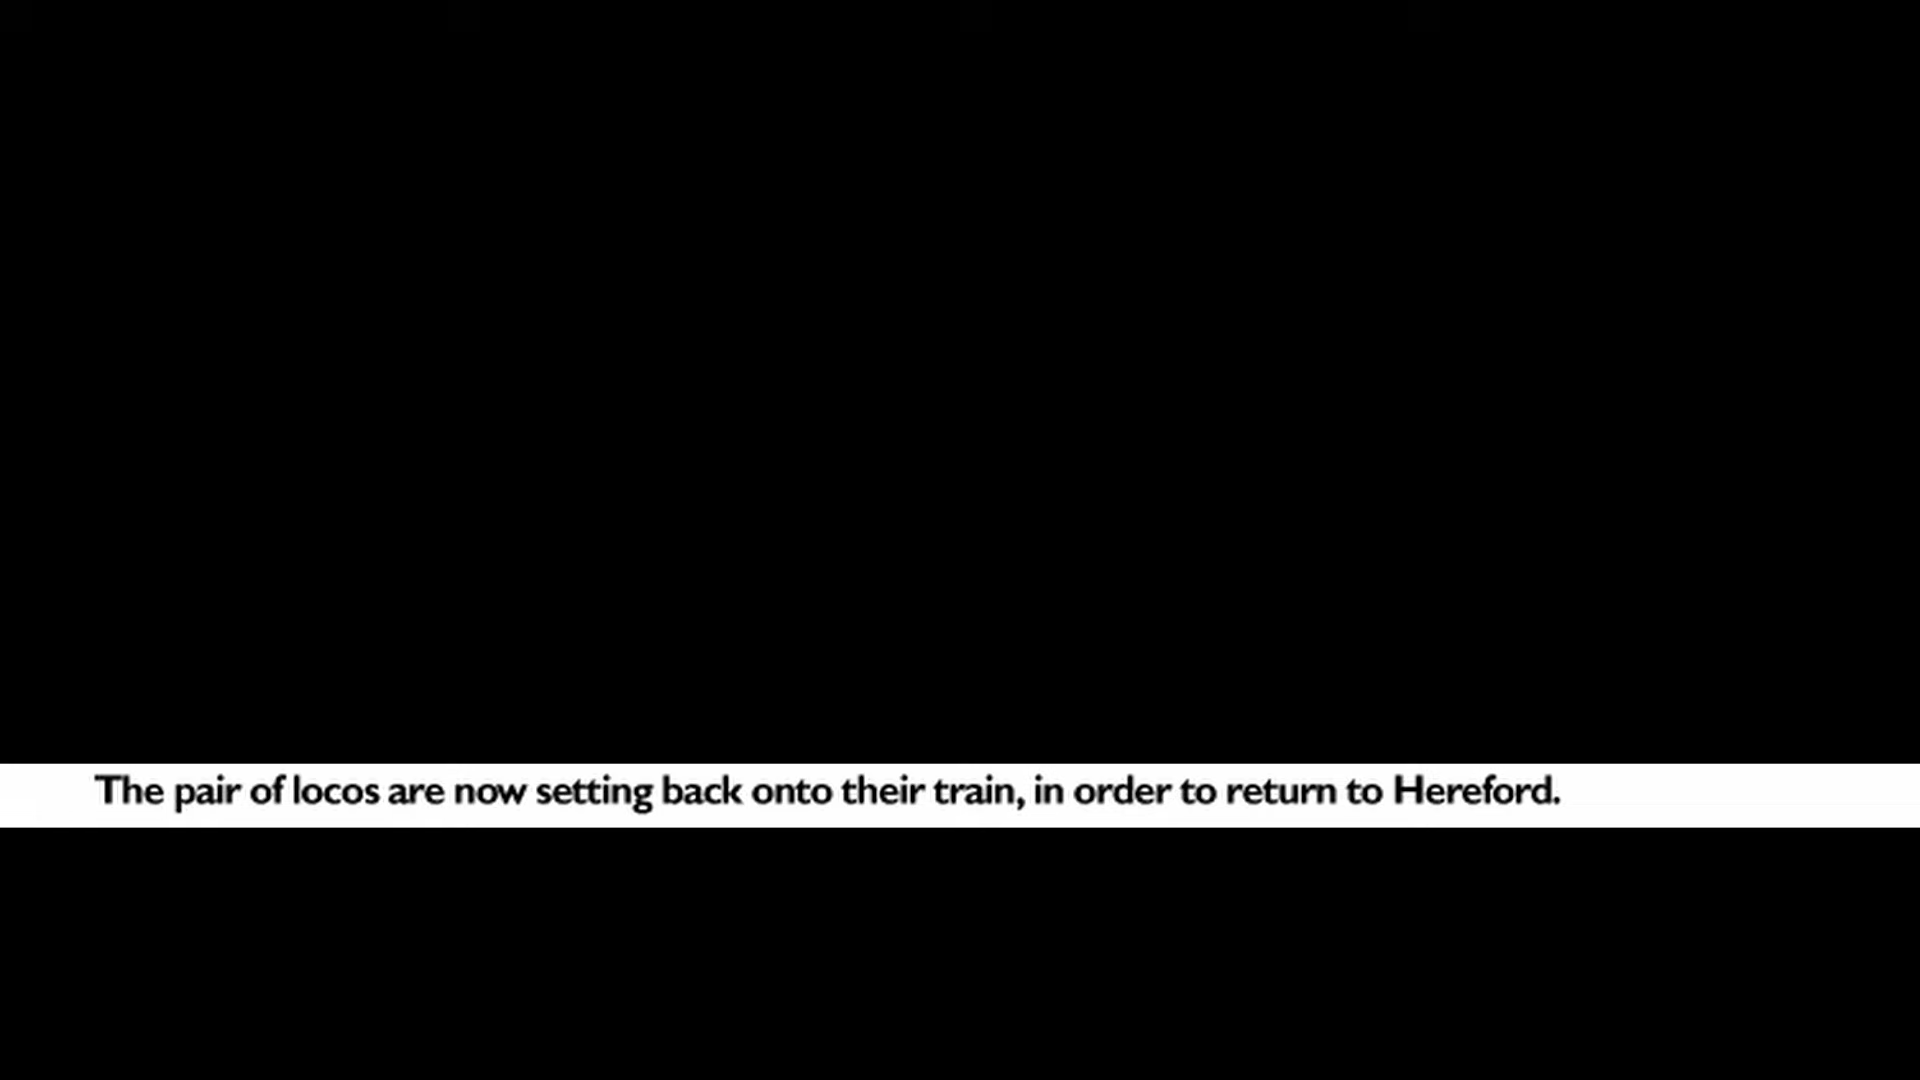 The pair of locos are now setting back onto their train, in order to return to Hereford.